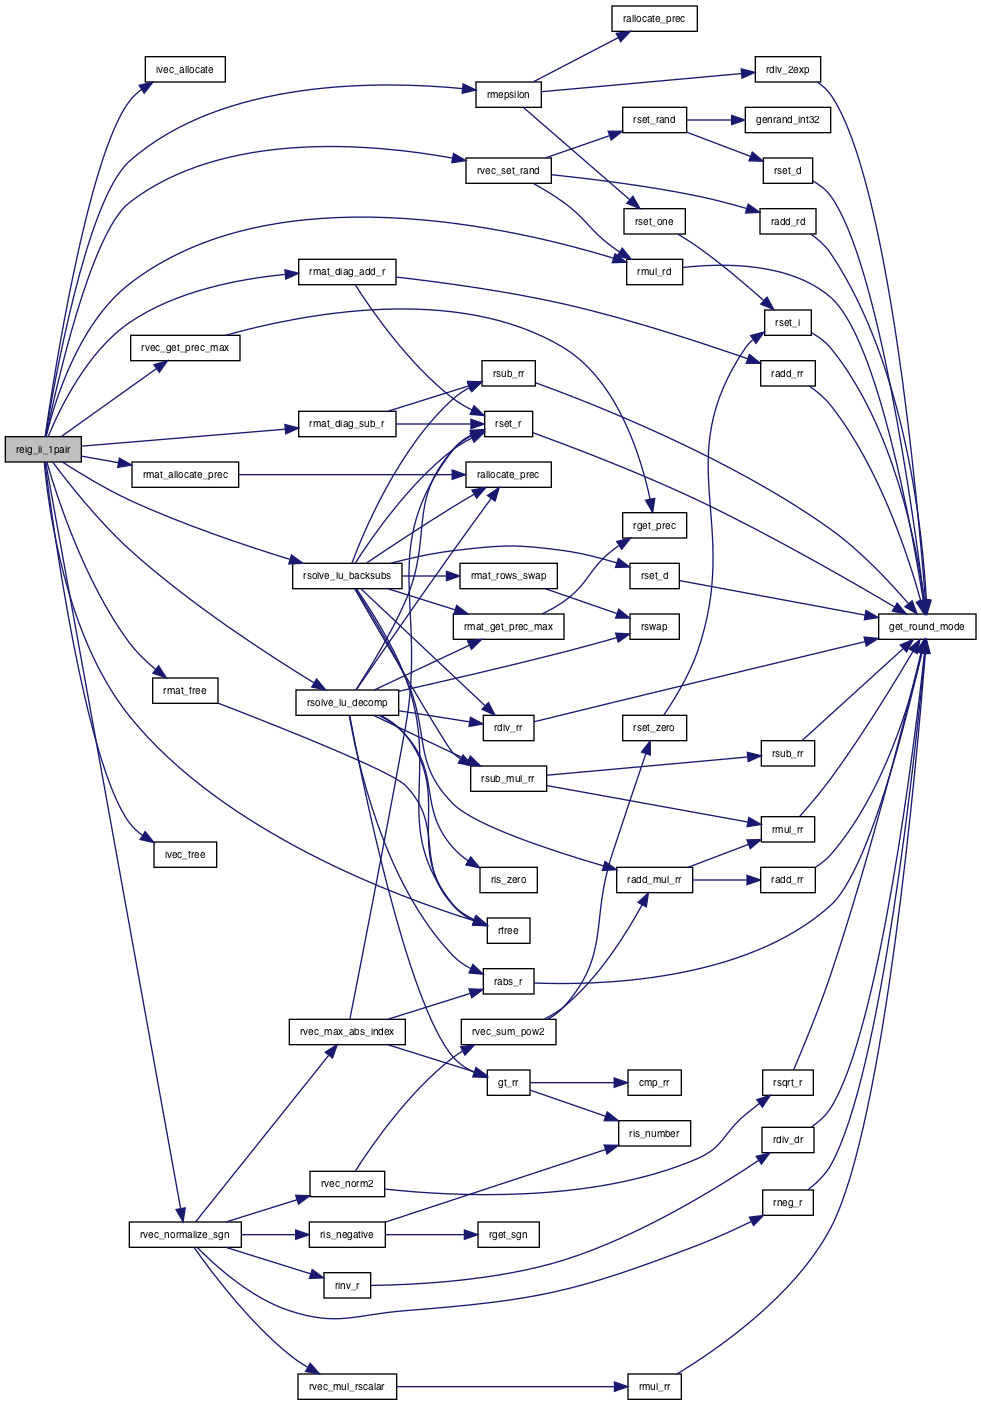 rallocate_prec
ivec_allocate
rdiv_2exp
rmepsilon
rset_rand
genrand_int32
rvec_set_rand
rset_d
rset_one
radd_rd
rmat_diag_add_r
rmul_rd
rset_i
rvec_get_prec_max
rsub_rr
radd_rr
rmat_diag_sub_r
rset_r
reig_ii_1pair
rmat_allocate_prec
rallocate_prec
rget_prec
rsolve_lu_backsubs
rmat_rows_swap
rset_d
rmat_get_prec_max
rswap
get_round_mode
rmat_free
rsolve_lu_decomp
rdiv_rr
rset_zero
rsub_mul_rr
rsub_rr
rmul_rr
ivec_free
ris_zero
radd_mul_rr
radd_rr
rfree
rabs_r
rvec_max_abs_index
rvec_sum_pow2
gt_rr
cmp_rr
rsqrt_r
ris_number
rdiv_dr
rvec_norm2
rneg_r
rvec_normalize_sgn
ris_negative
rget_sgn
rinv_r
rvec_mul_rscalar
rmul_rr